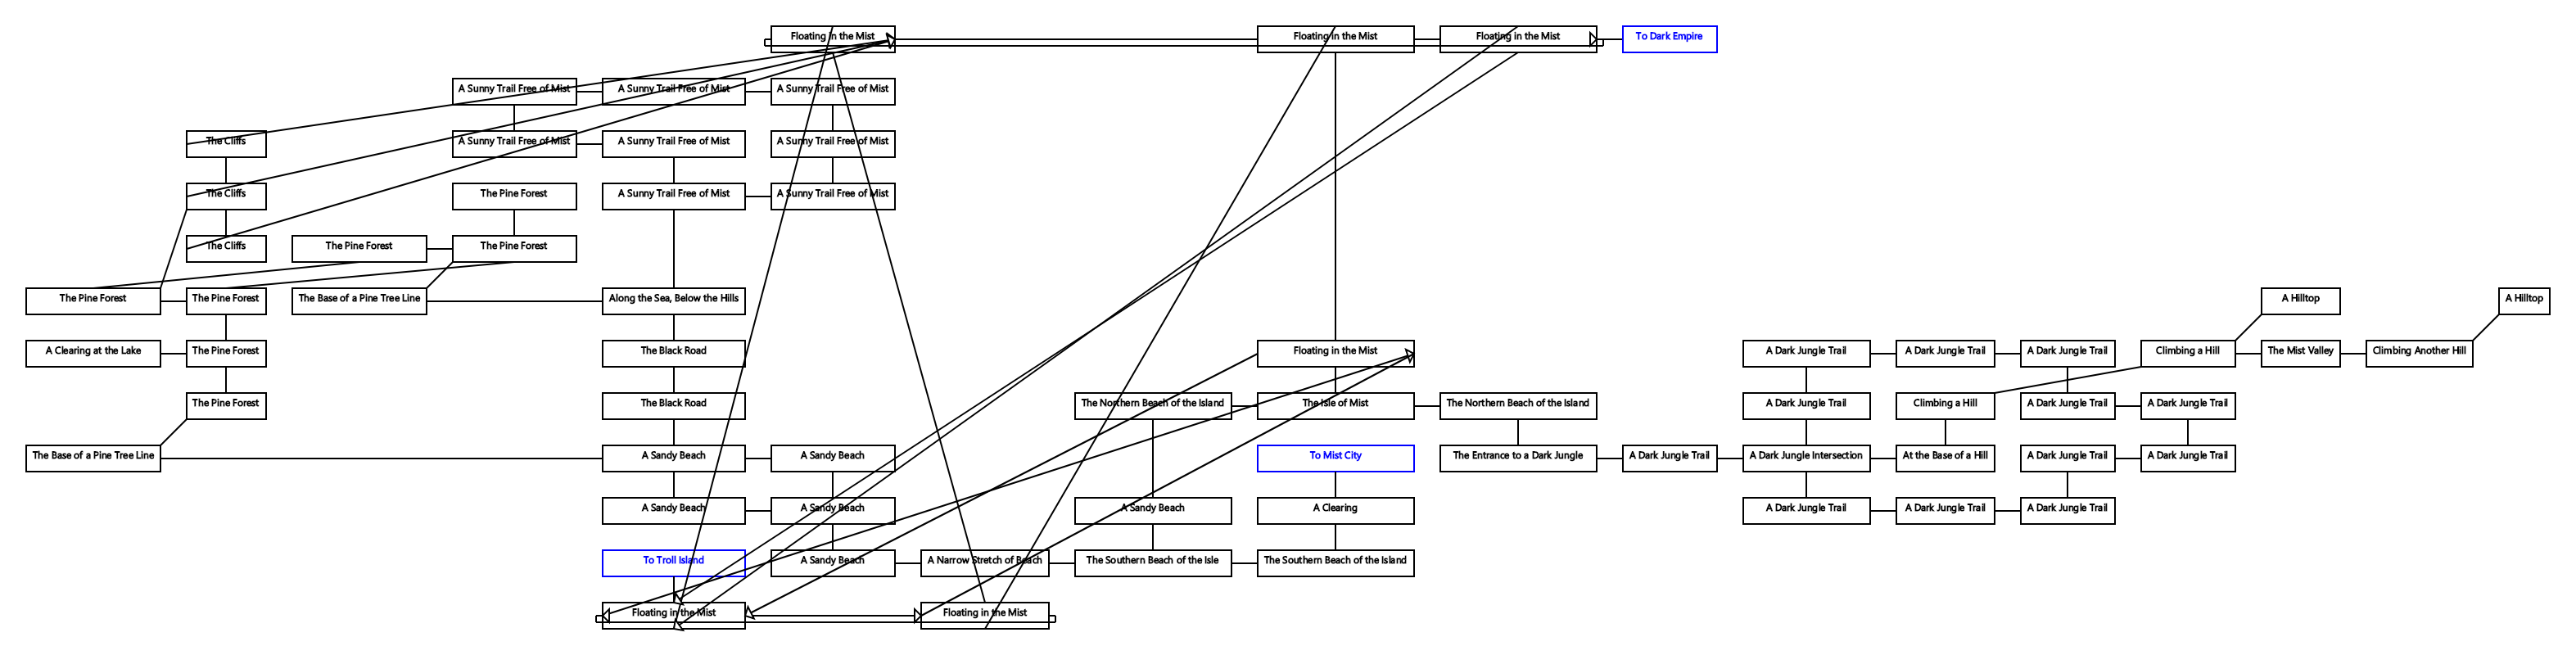 Floating in the Mist
Floating in the Mist
Floating in the Mist
To Dark Empire
A Sunny Trail Free of Mist
A Sunny Trail Free of Mist
A Sunny Trail Free of Mist
The Cliffs
A Sunny Trail Free of Mist
A Sunny Trail Free of Mist
A Sunny Trail Free of Mist
The Cliffs
The Pine Forest
A Sunny Trail Free of Mist
A Sunny Trail Free of Mist
The Cliffs
The Pine Forest
The Pine Forest
The Pine Forest
The Pine Forest
The Base of a Pine Tree Line
Along the Sea, Below the Hills
A Hilltop
A Hilltop
A Clearing at the Lake
The Pine Forest
The Black Road
Floating in the Mist
A Dark Jungle Trail
A Dark Jungle Trail
A Dark Jungle Trail
Climbing a Hill
The Mist Valley
Climbing Another Hill
The Pine Forest
The Black Road
The Northern Beach of the Island
The Isle of Mist
The Northern Beach of the Island
A Dark Jungle Trail
Climbing a Hill
A Dark Jungle Trail
A Dark Jungle Trail
The Base of a Pine Tree Line
A Sandy Beach
A Sandy Beach
To Mist City
The Entrance to a Dark Jungle
A Dark Jungle Trail
A Dark Jungle Intersection
At the Base of a Hill
A Dark Jungle Trail
A Dark Jungle Trail
A Sandy Beach
A Sandy Beach
A Sandy Beach
A Clearing
A Dark Jungle Trail
A Dark Jungle Trail
A Dark Jungle Trail
To Troll Island
A Sandy Beach
A Narrow Stretch of Beach
The Southern Beach of the Isle
The Southern Beach of the Island
Floating in the Mist
Floating in the Mist